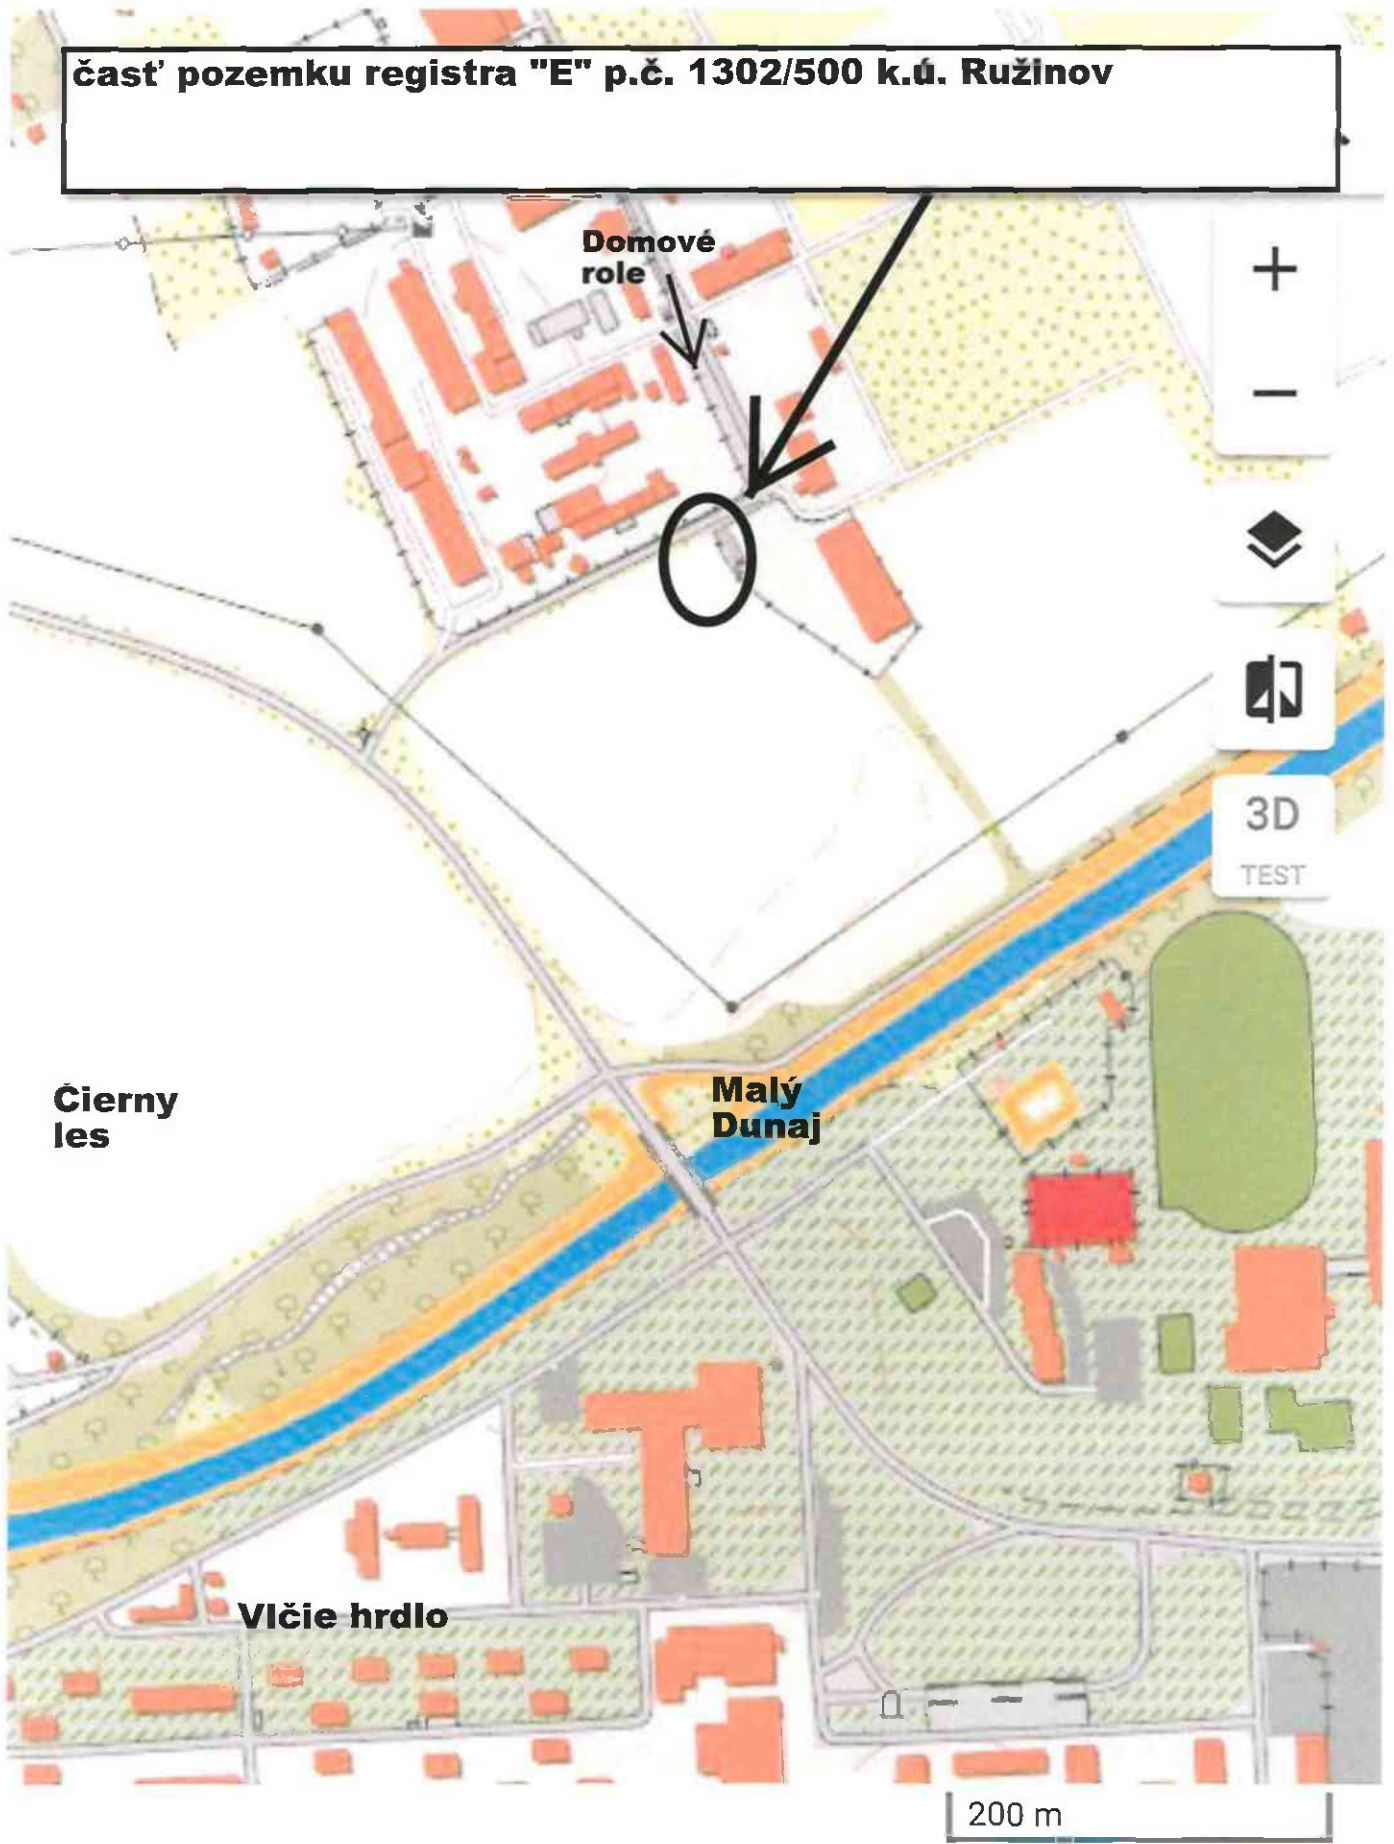 časť pozemku registra "E" p.č. 1302/500 k.ú. Ružinov
Domové
role
+
−
3D
TEST
Čierny
les
Malý
Dunaj
Vlčie hrdlo
200 m